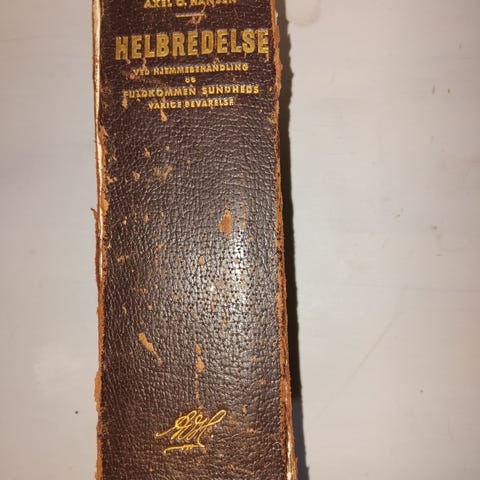 AXEL C. HANSEN
HELBREDELSE
VED HJEMMEBEHANDLING
OG
FULDKOMMEN SUNDHEDS
VARIGE BEVARELSE